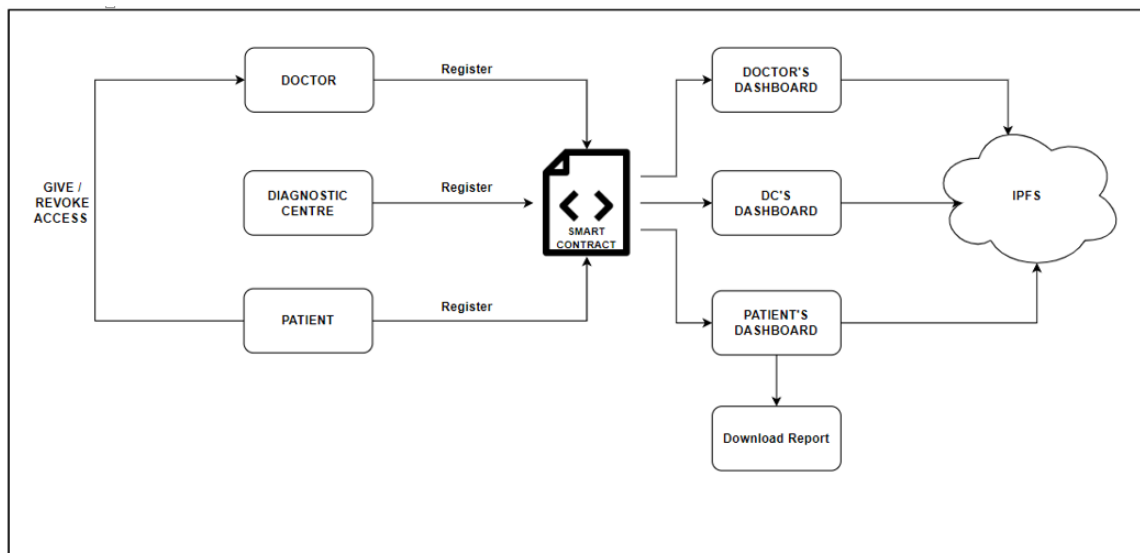 DOCTOR
Register
DOCTOR'S
DASHBOARD
GIVE /
REVOKE
ACCESS
DIAGNOSTIC
CENTRE
Register
SMART
CONTRACT
DC'S
DASHBOARD
IPFS
PATIENT
Register
PATIENT'S
DASHBOARD
Download Report